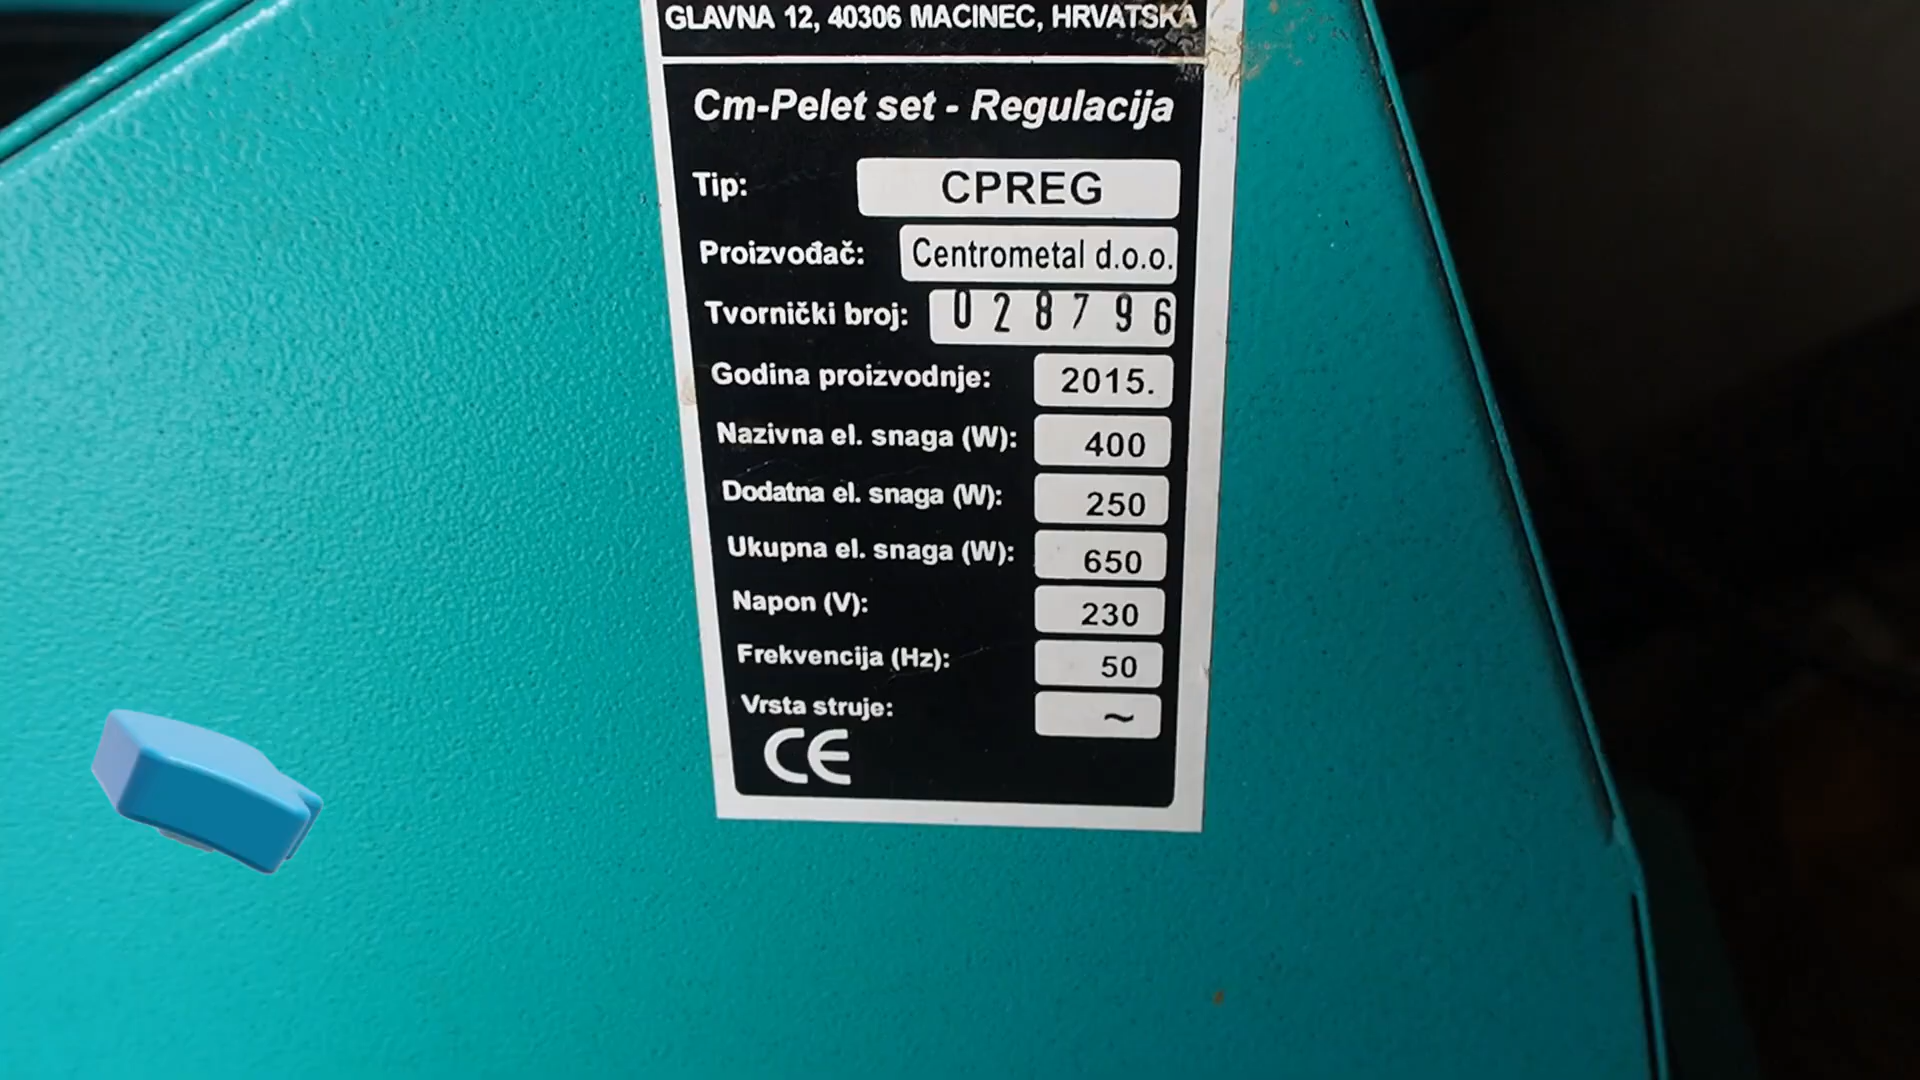 GLAVNA 12, 40306 MACINEC, HRVATSKA
Cm-Pelet set - Regulacija
Tip: CPREG
Proizvođač: Centrometal d.o.o.
Tvornički broj: 028796
Godina proizvodnje: 2015.
Nazivna el. snaga (W): 400
Dodatna el. snaga (W): 250
Ukupna el. snaga (W): 650
Napon (V): 230
Frekvencija (Hz): 50
Vrsta struje: ~
CE